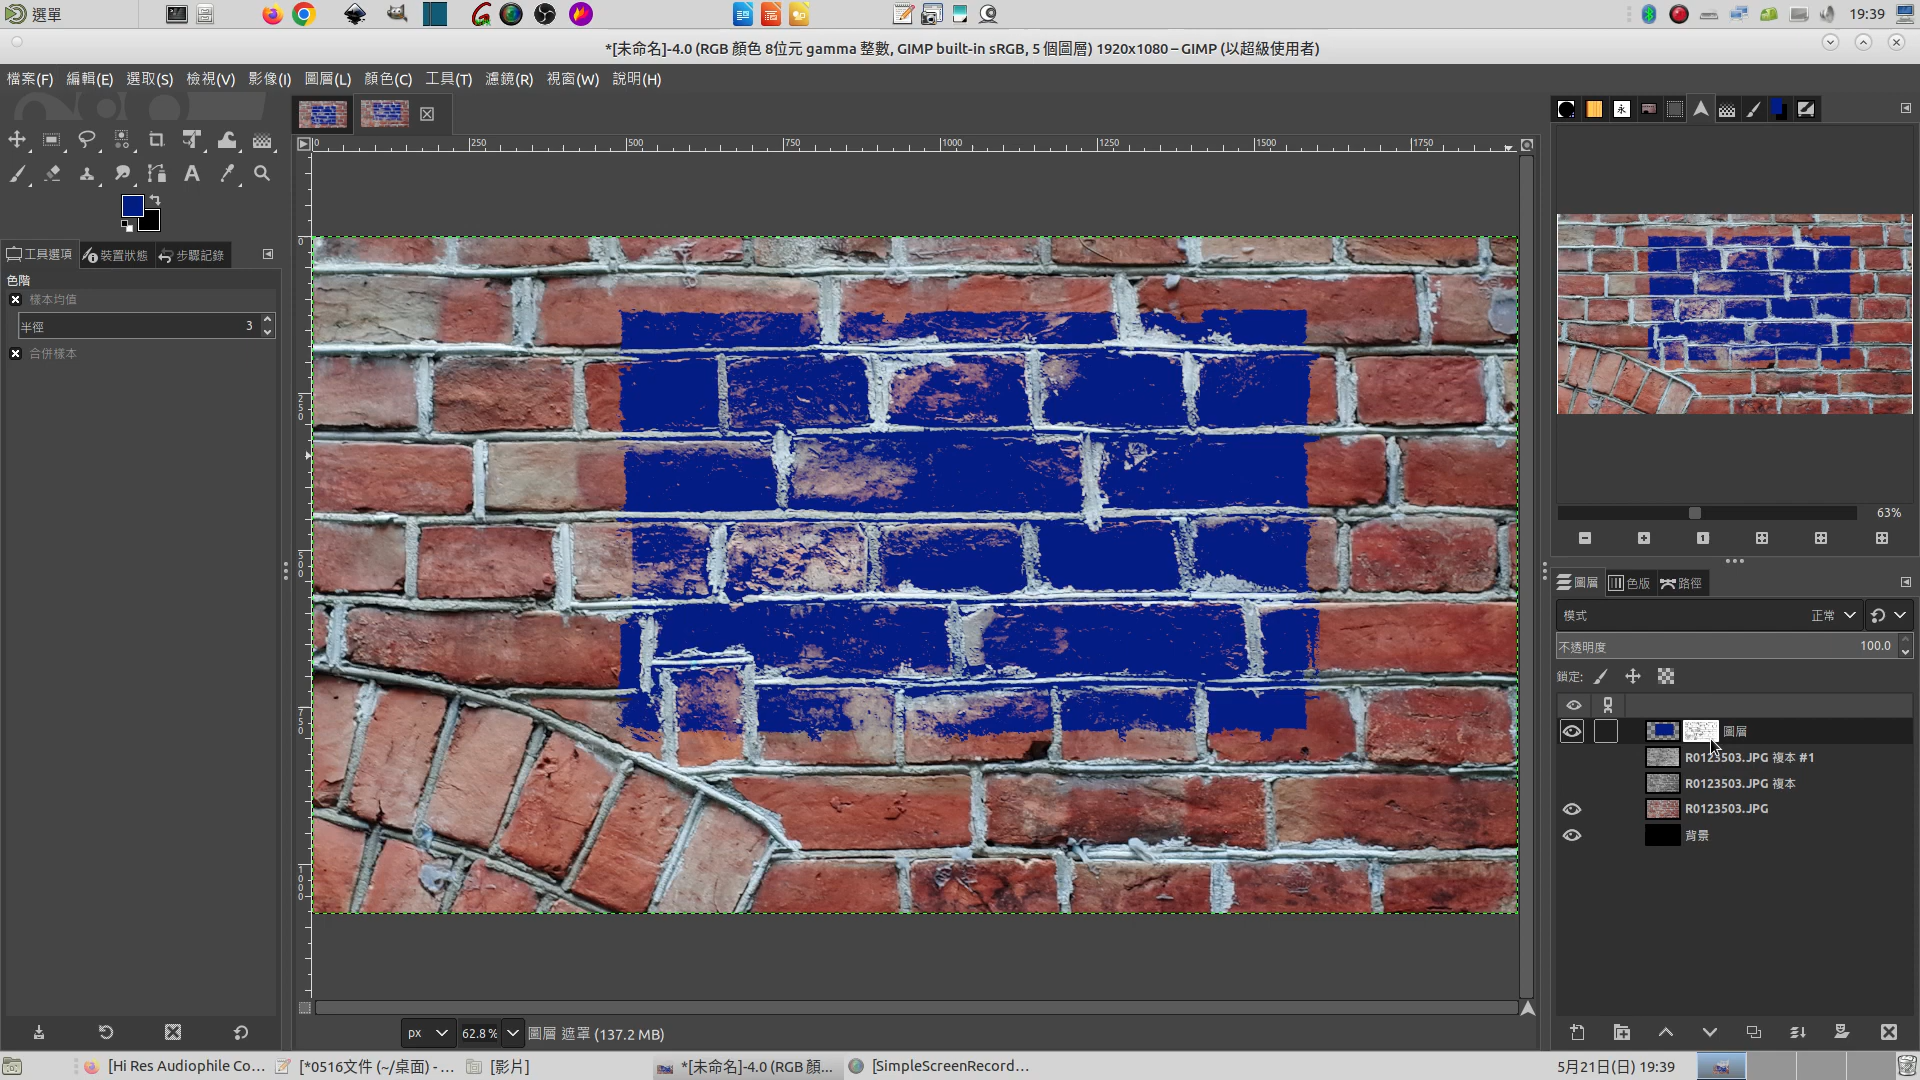 選單
19:39
*[未命名]-4.0 (RGB 顏色 8位元 gamma 整數, GIMP built-in sRGB, 5 個圖層) 1920x1080 – GIMP (以超級使用者)
檔案(F) 編輯(E) 選取(S) 檢視(V) 影像(I) 圖層(L) 顏色(C) 工具(T) 濾鏡(R) 視窗(W) 說明(H)
0 250 500 750 1000 1250 1500 1750
0
250
500
750
1000
工具選項 裝置狀態 步驟記錄
色階
樣本均值
半徑 3
合併樣本
63%
圖層 色版 路徑
模式 正常
不透明度 100.0
鎖定:
圖層
R0123503.JPG 複本 #1
R0123503.JPG 複本
R0123503.JPG
背景
px 62.8 % 圖層 遮罩 (137.2 MB)
[Hi Res Audiophile Co… [*0516文件 (~/桌面) - … [影片] *[未命名]-4.0 (RGB 顏… [SimpleScreenRecord… 5月21日(日) 19:39